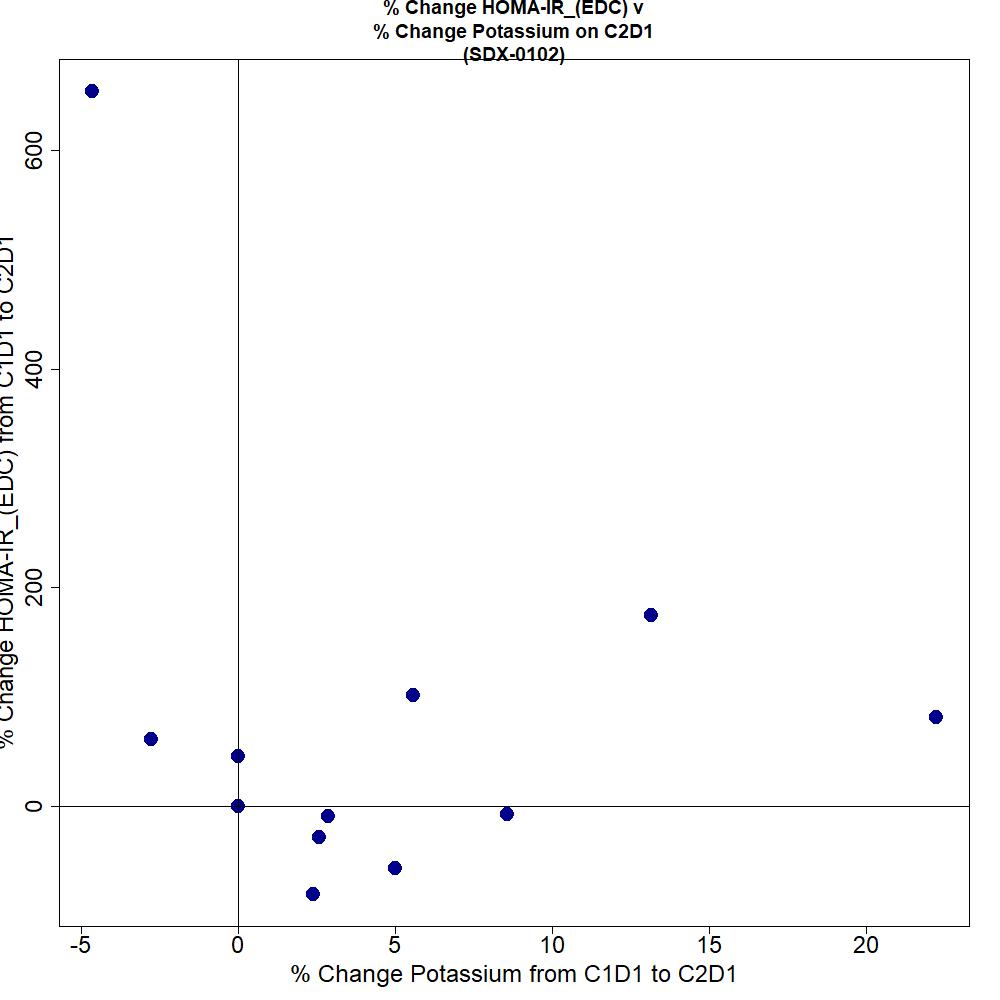 % Change HOMA-IR_(EDC) v
% Change Potassium on C2D1
(SDX-0102)
% Change HOMA-IR_(EDC) from C1D1 to C2D1
600
400
200
0
-5 0 5 10 15 20
% Change Potassium from C1D1 to C2D1